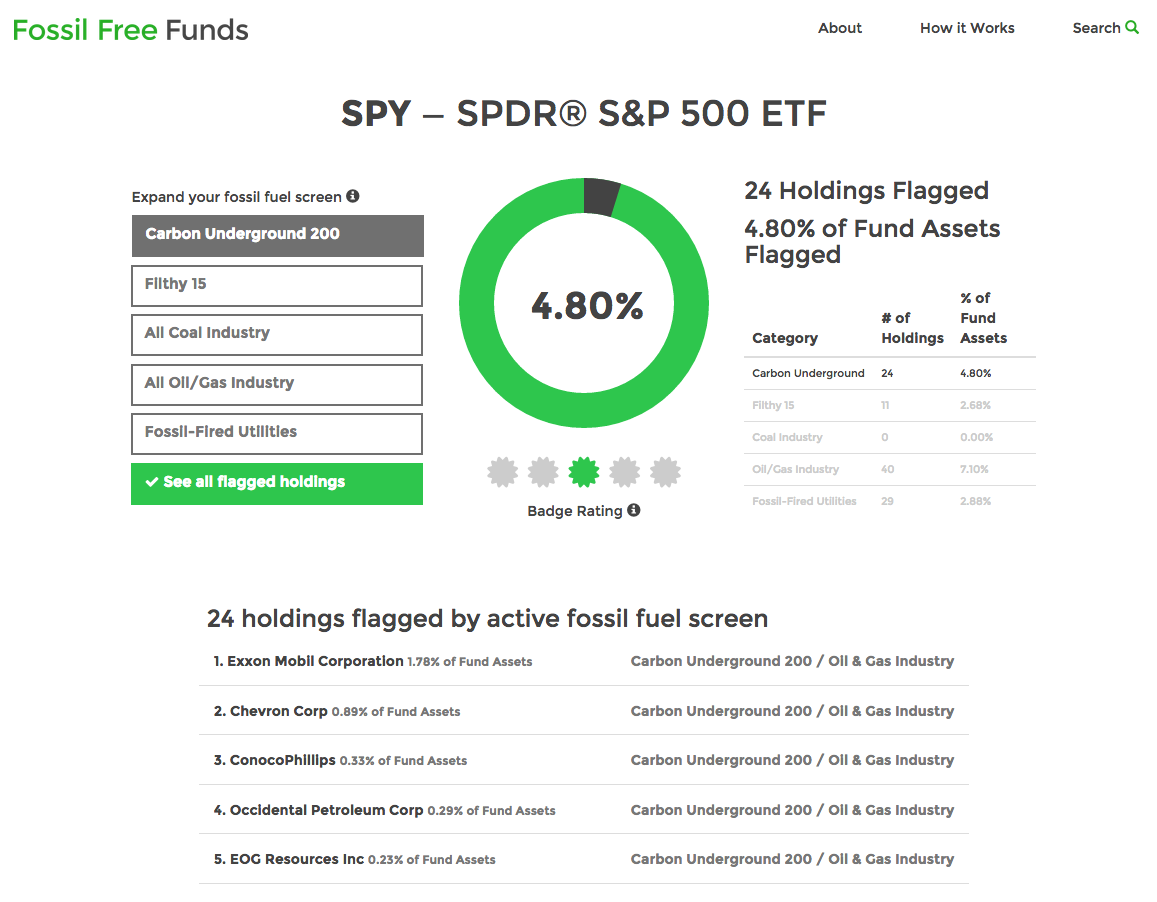 Fossil Free Funds
About
How it Works
Search
SPY – SPDR® S&P 500 ETF
Expand your fossil fuel screen
Carbon Underground 200
Filthy 15
All Coal Industry
All Oil/Gas Industry
Fossil-Fired Utilities
See all flagged holdings
4.80%
Badge Rating
24 Holdings Flagged
4.80% of Fund Assets
Flagged
Category # of Holdings % of Fund Assets
Carbon Underground 24 4.80%
Filthy 15 11 2.68%
Coal Industry 0 0.00%
Oil/Gas Industry 40 7.10%
Fossil-Fired Utilities 29 2.88%
24 holdings flagged by active fossil fuel screen
1. Exxon Mobil Corporation 1.78% of Fund Assets Carbon Underground 200 / Oil & Gas Industry
2. Chevron Corp 0.89% of Fund Assets Carbon Underground 200 / Oil & Gas Industry
3. ConocoPhillips 0.33% of Fund Assets Carbon Underground 200 / Oil & Gas Industry
4. Occidental Petroleum Corp 0.29% of Fund Assets Carbon Underground 200 / Oil & Gas Industry
5. EOG Resources Inc 0.23% of Fund Assets Carbon Underground 200 / Oil & Gas Industry